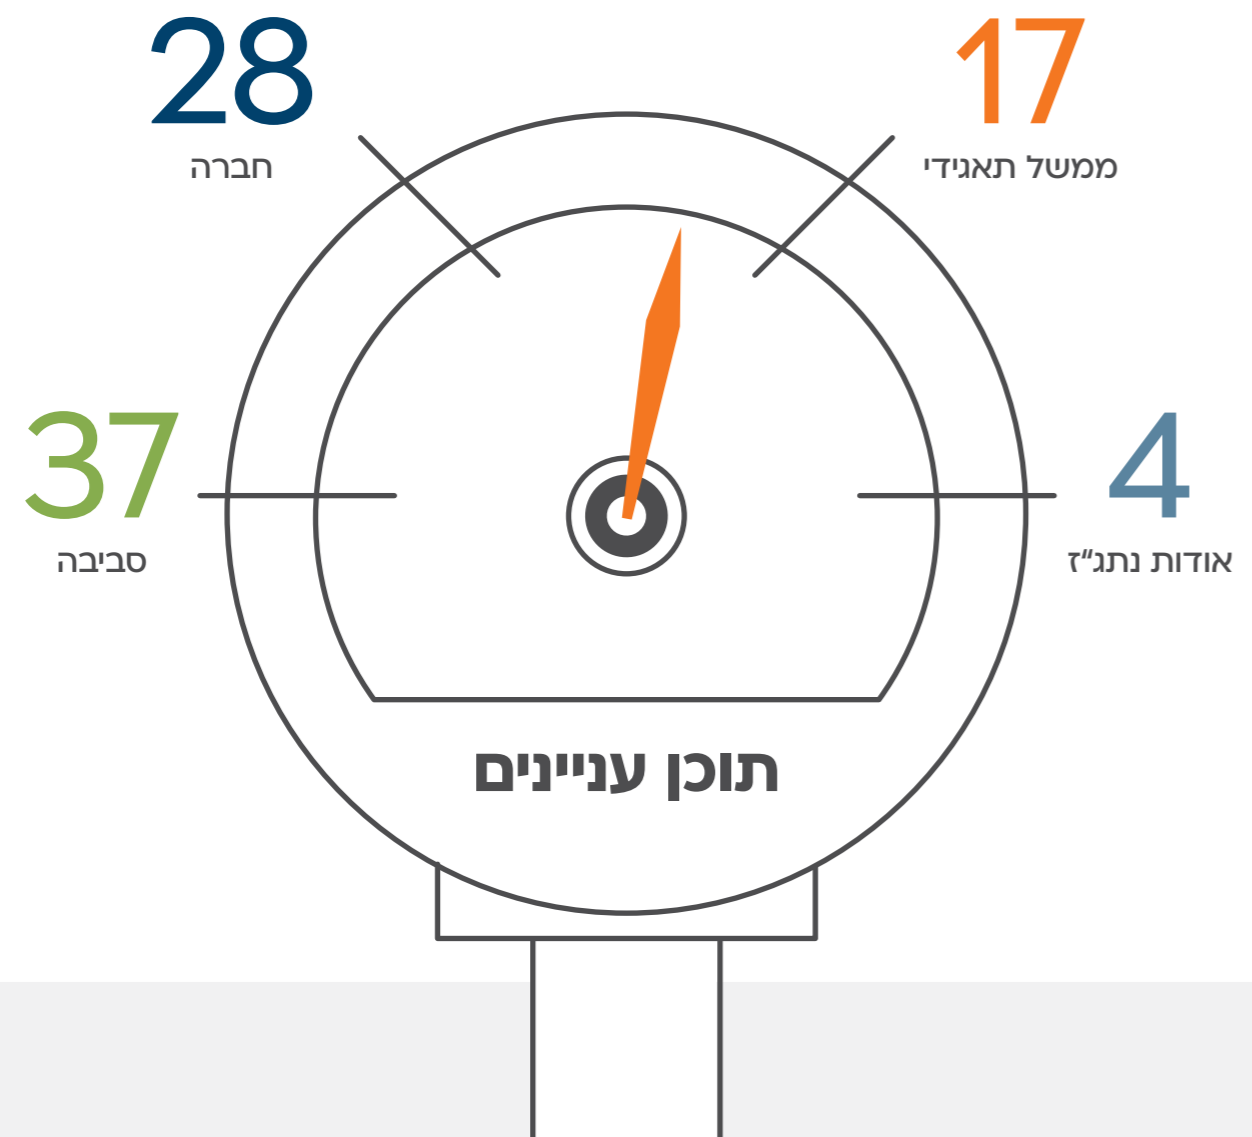 17
ממשל תאגידי
28
חברה
4
אודות נתג"ז
37
סביבה
תוכן עניינים